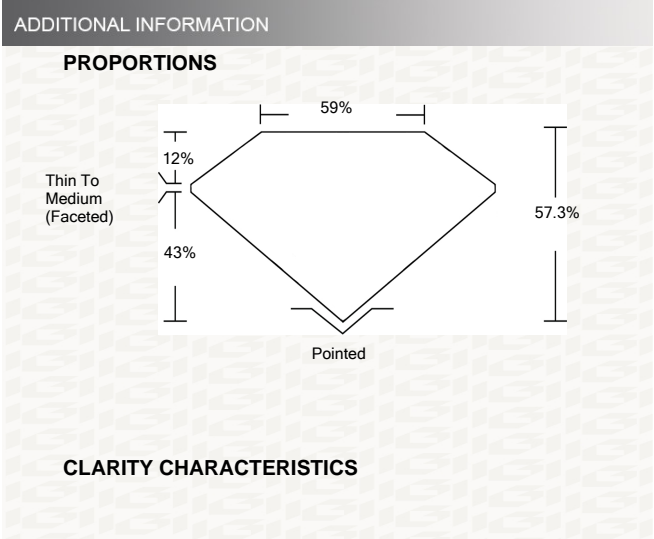 ADDITIONAL INFORMATION
PROPORTIONS
59%
12%
Thin To
Medium
(Faceted)
57.3%
43%
Pointed
CLARITY CHARACTERISTICS